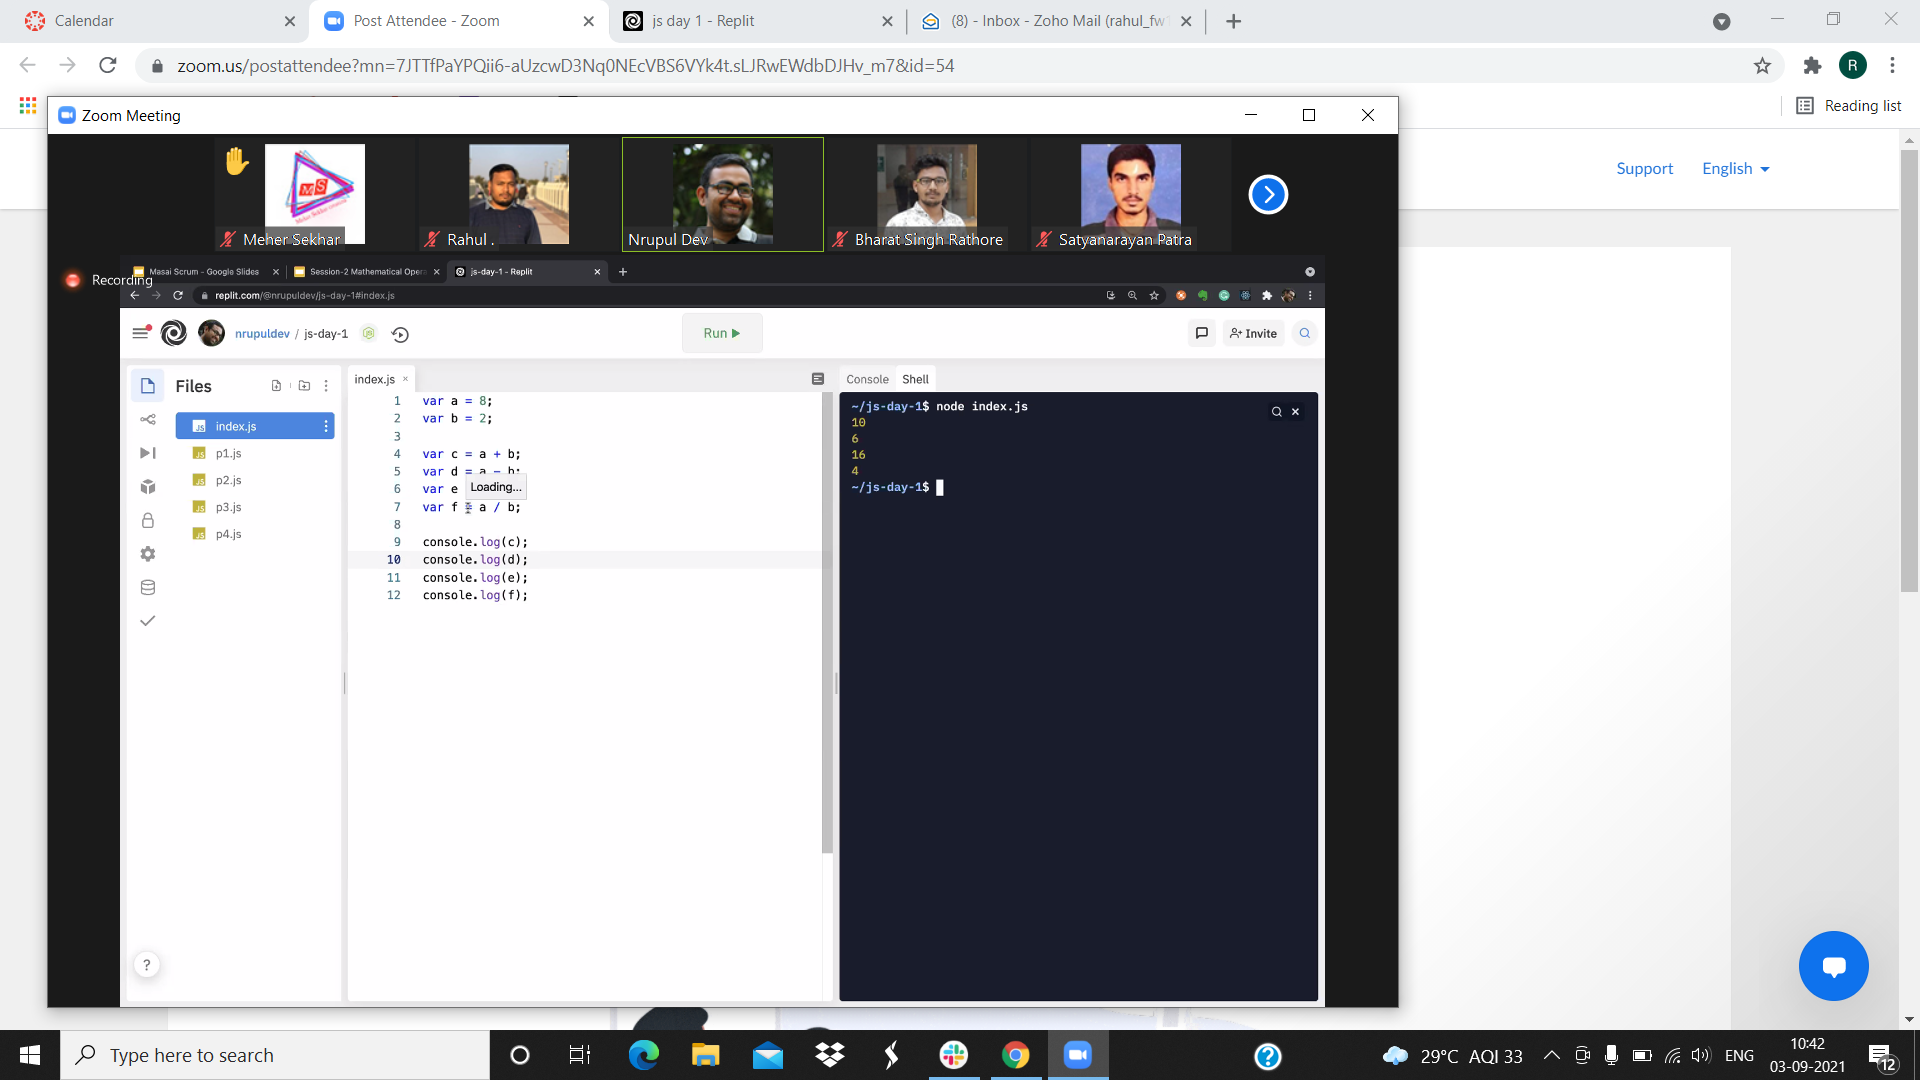 Calendar
Post Attendee - Zoom
js day 1 - Replit
(8) - Inbox - Zoho Mail (rahul_fw1
zoom.us/postattendee?mn=7JTTfPaYPQii6-aUzcwD3Nq0NEcVBS6VYk4t.sLJRwEWdbDJHv_m7&id=54
R
Reading list
Zoom Meeting
Support
English
MS
Meher Sekhar
Rahul .
Nrupul Dev
Bharat Singh Rathore
Satyanarayan Patra
Recording
Masai Scrum - Google Slides
Session-2 Mathematical Oper
js-day-1 - Replit
replit.com/@nrupuldev/js-day-1#index.js
nrupuldev / js-day-1
Run
Invite
Files
index.js
p1.js
p2.js
p3.js
p4.js
index.js
1 var a = 8;
2 var b = 2;
3
4 var c = a + b;
5 var d = a - b;
6 var e
Loading...
7 var f = a / b;
8
9 console.log(c);
10 console.log(d);
11 console.log(e);
12 console.log(f);
Console
Shell
~/js-day-1$ node index.js
10
6
16
4
~/js-day-1$
?
Type here to search
29°C AQI 33
ENG
10:42
03-09-2021
12